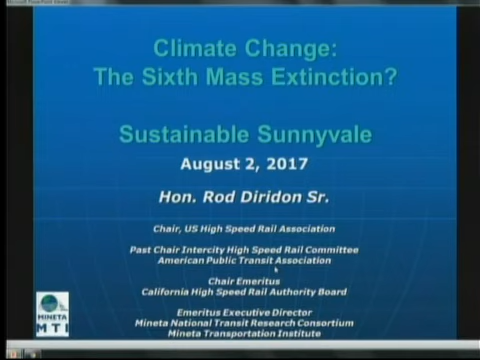 Climate Change:
The Sixth Mass Extinction?
Sustainable Sunnyvale
August 2, 2017
Hon. Rod Diridon Sr.
Chair, US High Speed Rail Association
Past Chair Intercity High Speed Rail Committee
American Public Transit Association
Chair Emeritus
California High Speed Rail Authority Board
Emeritus Executive Director
Mineta National Transit Research Consortium
Mineta Transportation Institute
MINETA
MTI